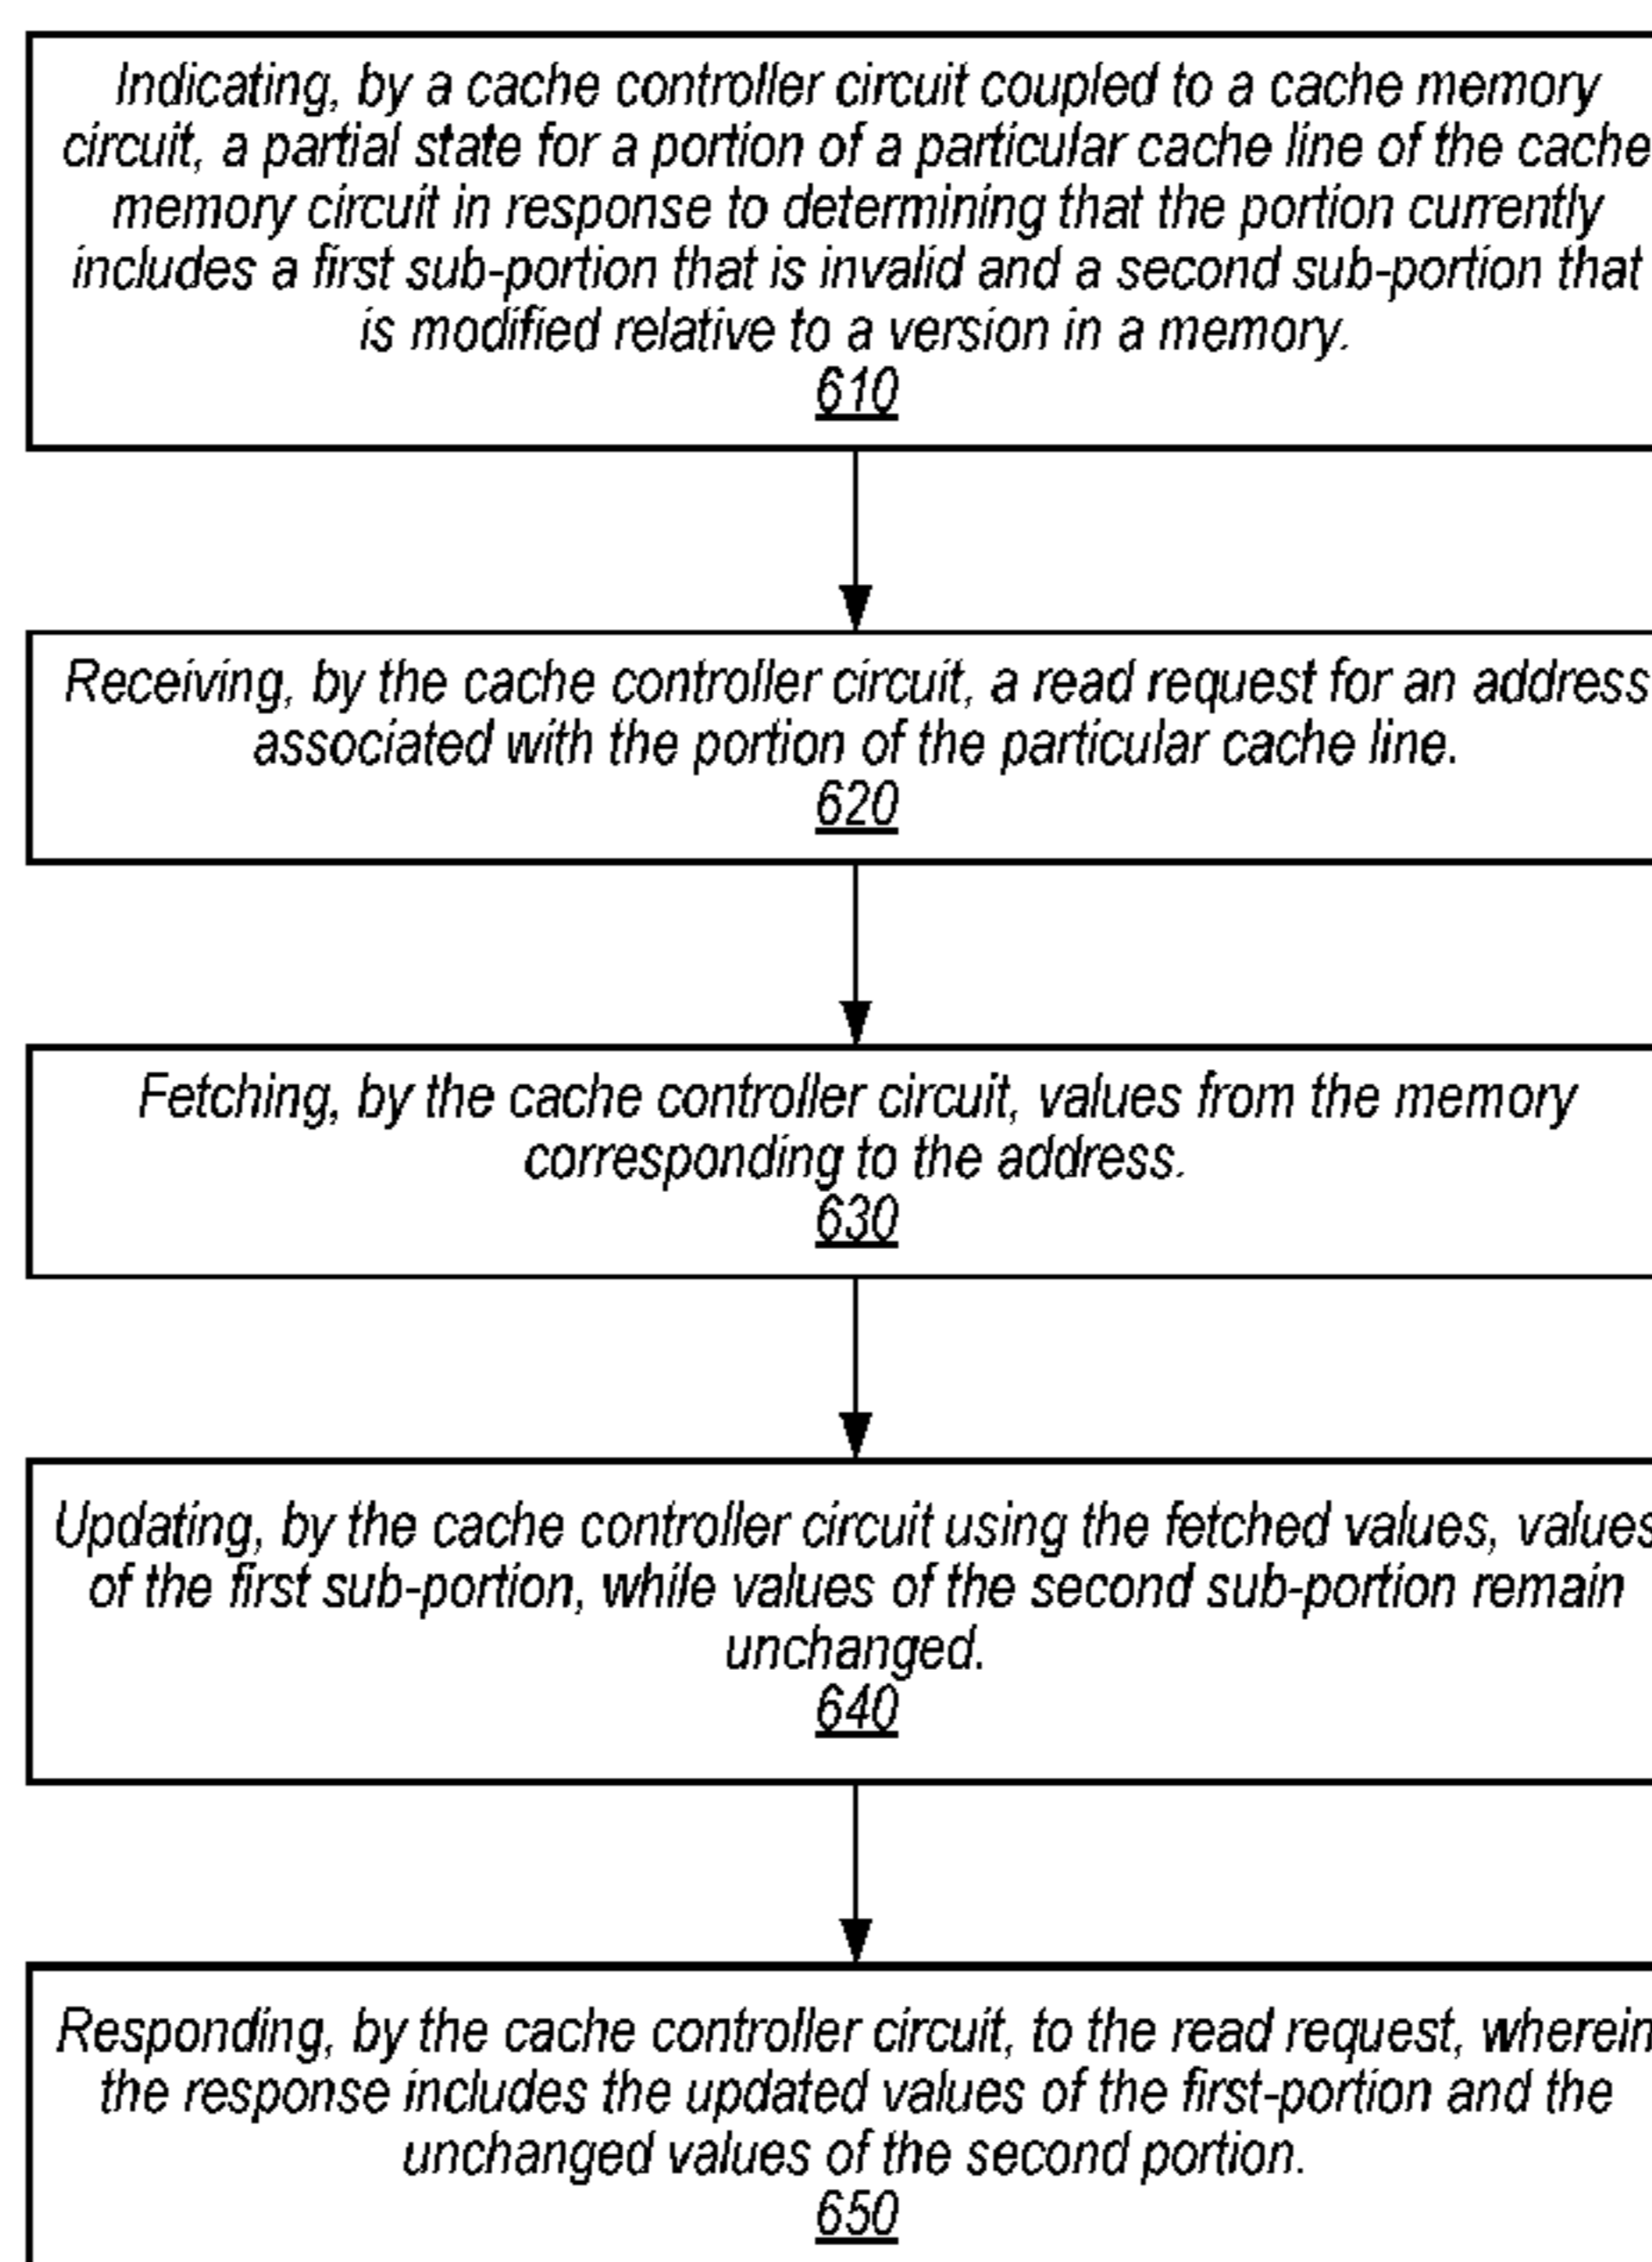 Indicating, by a cache controller circuit coupled to a cache memory
circuit, a partial state for a portion of a particular cache line of the cache
memory circuit in response to determining that the portion currently
includes a first sub-portion that is invalid and a second sub-portion that
is modified relative to a version in a memory.
610
Receiving, by the cache controller circuit, a read request for an address
associated with the portion of the particular cache line.
620
Fetching, by the cache controller circuit, values from the memory
corresponding to the address.
630
Updating, by the cache controller circuit using the fetched values, values
of the first sub-portion, while values of the second sub-portion remain
unchanged.
640
Responding, by the cache controller circuit, to the read request, wherein
the response includes the updated values of the first-portion and the
unchanged values of the second portion.
650